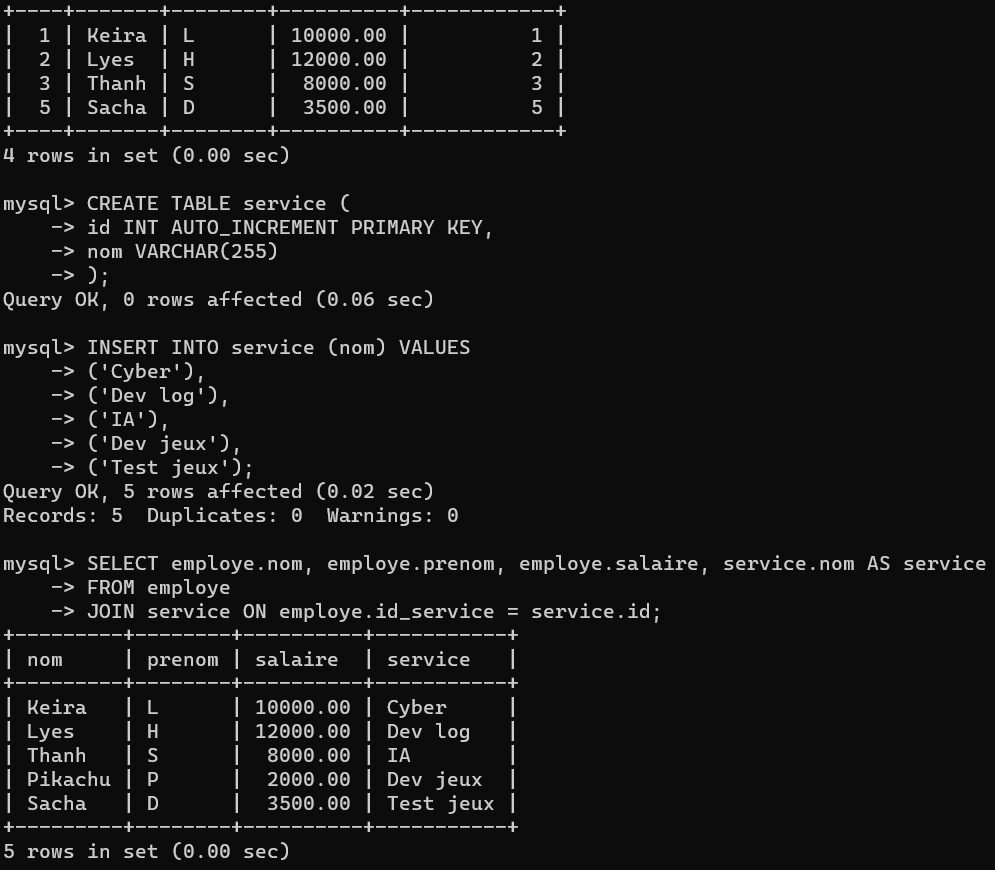 +----+-------+--------+----------+------------+
|  1 | Keira | L      | 10000.00 |          1 |
|  2 | Lyes  | H      | 12000.00 |          2 |
|  3 | Thanh | S      |  8000.00 |          3 |
|  5 | Sacha | D      |  3500.00 |          5 |
+----+-------+--------+----------+------------+
4 rows in set (0.00 sec)

mysql> CREATE TABLE service (
    -> id INT AUTO_INCREMENT PRIMARY KEY,
    -> nom VARCHAR(255)
    -> );
Query OK, 0 rows affected (0.06 sec)

mysql> INSERT INTO service (nom) VALUES
    -> ('Cyber'),
    -> ('Dev log'),
    -> ('IA'),
    -> ('Dev jeux'),
    -> ('Test jeux');
Query OK, 5 rows affected (0.02 sec)
Records: 5  Duplicates: 0  Warnings: 0

mysql> SELECT employe.nom, employe.prenom, employe.salaire, service.nom AS service
    -> FROM employe
    -> JOIN service ON employe.id_service = service.id;
+---------+--------+----------+-----------+
| nom     | prenom | salaire  | service   |
+---------+--------+----------+-----------+
| Keira   | L      | 10000.00 | Cyber     |
| Lyes    | H      | 12000.00 | Dev log   |
| Thanh   | S      |  8000.00 | IA        |
| Pikachu | P      |  2000.00 | Dev jeux  |
| Sacha   | D      |  3500.00 | Test jeux |
+---------+--------+----------+-----------+
5 rows in set (0.00 sec)